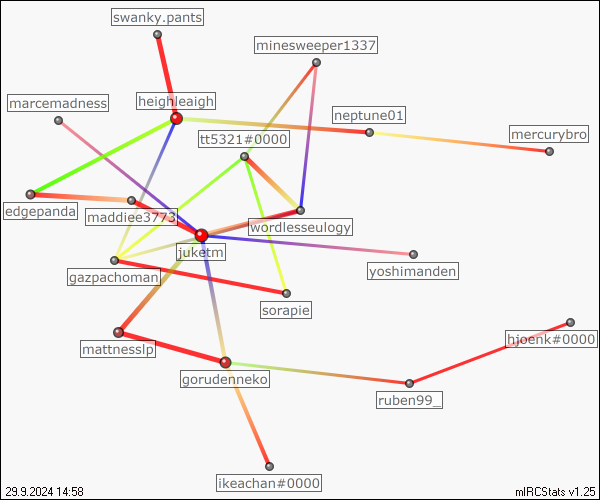 swanky.pants
minesweeper1337
heighleaigh
marcemadness
neptune01
tt5321#0000
mercurybro
edgepanda
maddiee3773
wordlesseulogy
juketm
gazpachoman
yoshimanden
sorapie
mattnesslp
hjoenk#0000
gorudenneko
ruben99_
ikeachan#0000
29.9.2024 14:58
mIRCStats v1.25